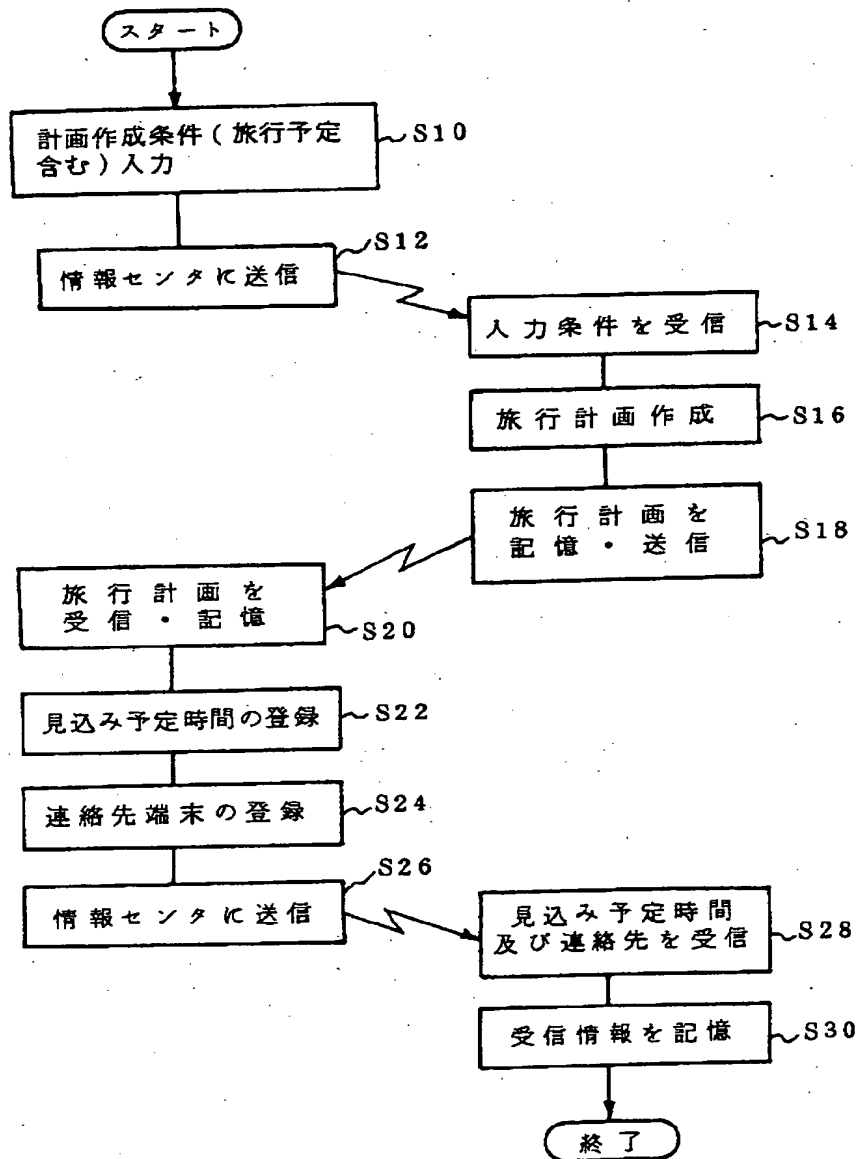 スタート
計画作成条件(旅行予定
含む)入力
S10
情報センタに送信
S12
入力条件を受信
S14
旅行計画作成
S16
旅行計画を
記憶・送信
S18
旅行計画を
受信・記憶
S20
見込み予定時間の登録
S22
連絡先端末の登録
S24
情報センタに送信
S26
見込み予定時間
及び連絡先を受信
S28
受信情報を記憶
S30
終了